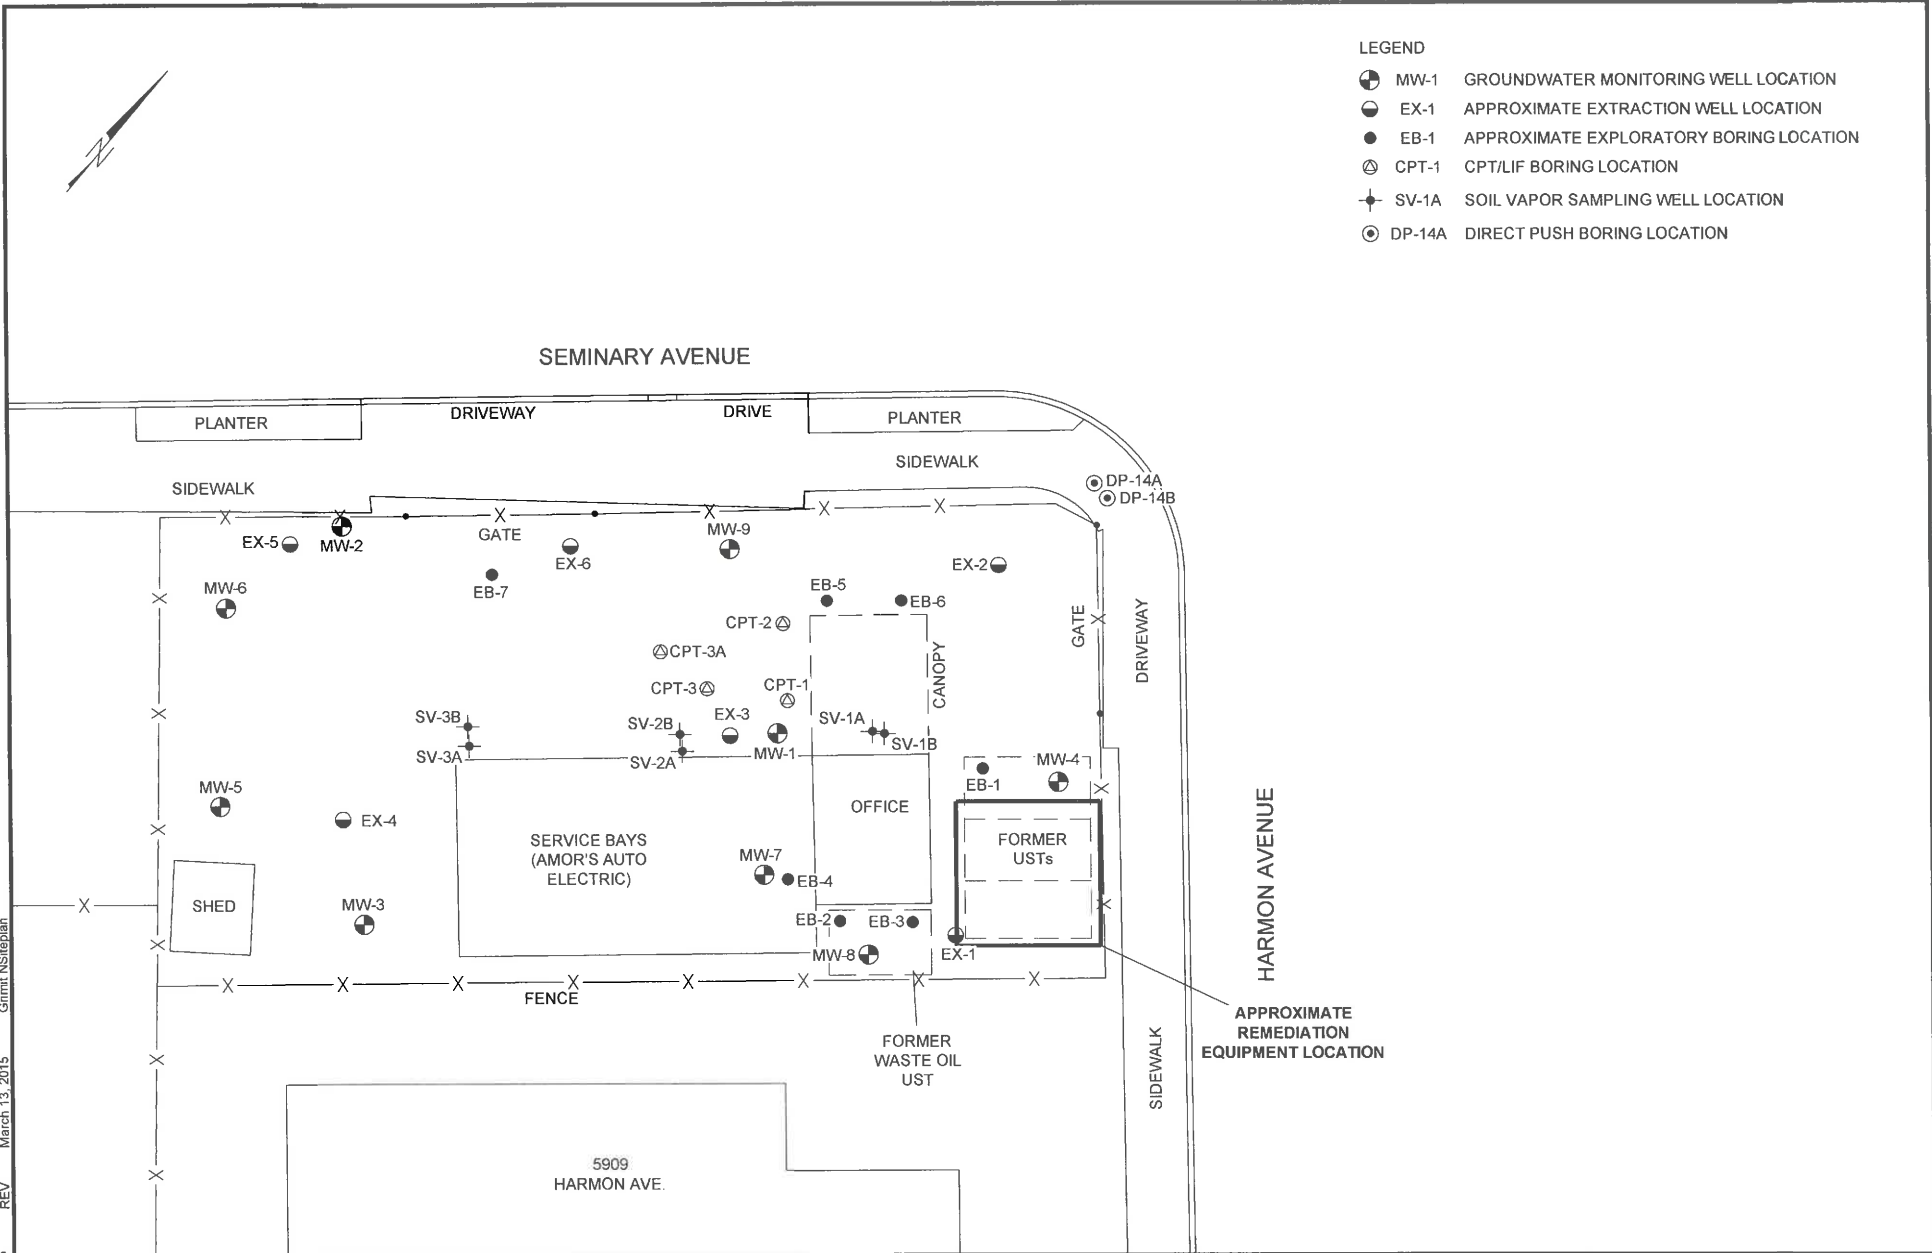 LEGEND
MW-1 GROUNDWATER MONITORING WELL LOCATION
EX-1 APPROXIMATE EXTRACTION WELL LOCATION
EB-1 APPROXIMATE EXPLORATORY BORING LOCATION
CPT-1 CPT/LIF BORING LOCATION
SV-1A SOIL VAPOR SAMPLING WELL LOCATION
DP-14A DIRECT PUSH BORING LOCATION
N
SEMINARY AVENUE
PLANTER
DRIVEWAY
DRIVE
PLANTER
SIDEWALK
SIDEWALK
DP-14A
DP-14B
GATE
EX-5
MW-2
EX-6
MW-9
EX-2
EB-7
MW-6
EB-5
EB-6
CPT-2
CPT-3A
CPT-3
CPT-1
CANOPY
GATE
DRIVEWAY
SV-3B
SV-3A
SV-2B
SV-2A
EX-3
MW-1
SV-1A
SV-1B
MW-4
EB-1
MW-5
EX-4
OFFICE
SERVICE BAYS
(AMOR'S AUTO
ELECTRIC)
FORMER
USTs
MW-7
EB-4
SHED
MW-3
EB-2
EB-3
MW-8
EX-1
HARMON AVENUE
FENCE
FORMER
WASTE OIL
UST
APPROXIMATE
REMEDIATION
EQUIPMENT LOCATION
SIDEWALK
5909
HARMON AVE.
REV March 13, 2015